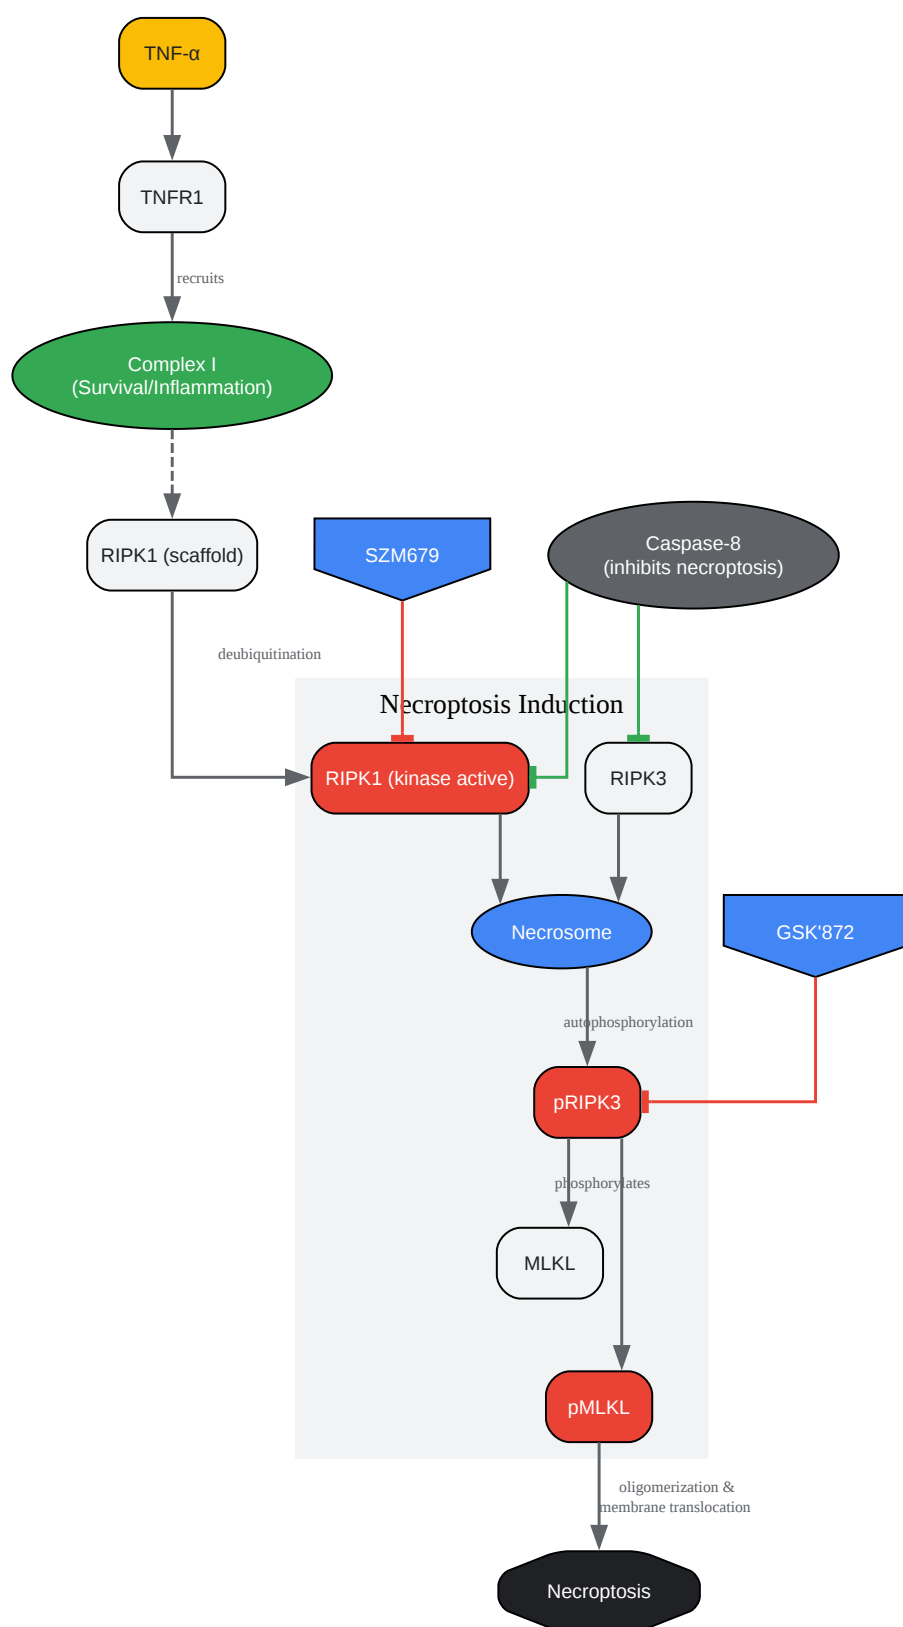 TNF-α
TNFR1
recruits
Complex I
(Survival/Inflammation)
RIPK1 (scaffold)
SZM679
Caspase-8
(inhibits necroptosis)
deubiquitination
Necroptosis Induction
RIPK1 (kinase active)
RIPK3
Necrosome
GSK'872
autophosphorylation
pRIPK3
phosphorylates
MLKL
pMLKL
oligomerization &
membrane translocation
Necroptosis